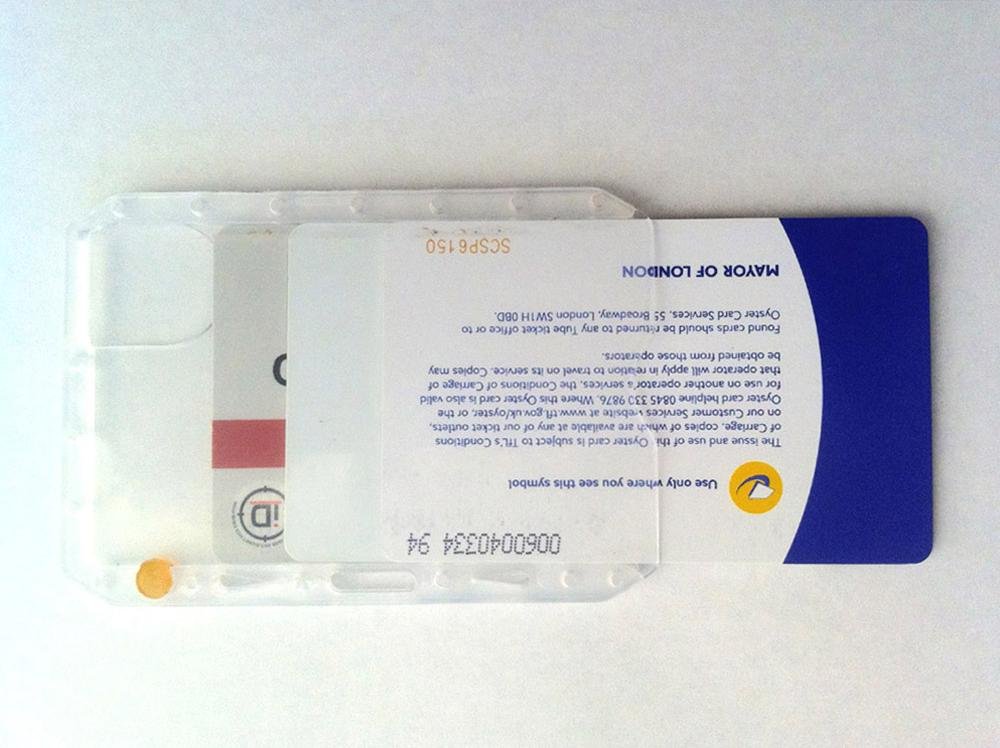 0060040334 94
Use only where you see this symbol
The issue and use of this Oyster card is subject to TfL's Conditions
of Carriage, copies of which are available at any of our ticket outlets,
on our Customer Services website at www.tfl.gov.uk/oyster, or the
Oyster card helpline 0845 330 9876. Where this Oyster card is also valid
for use on another operator's services, the Conditions of Carriage of
that operator will apply in relation to travel on its service. Copies may
be obtained from those operators.
Found cards should be returned to any Tube ticket office or to
Oyster Card Services, 55 Broadway, London SW1H 0BD.
MAYOR OF LONDON
SCSP6150
iD